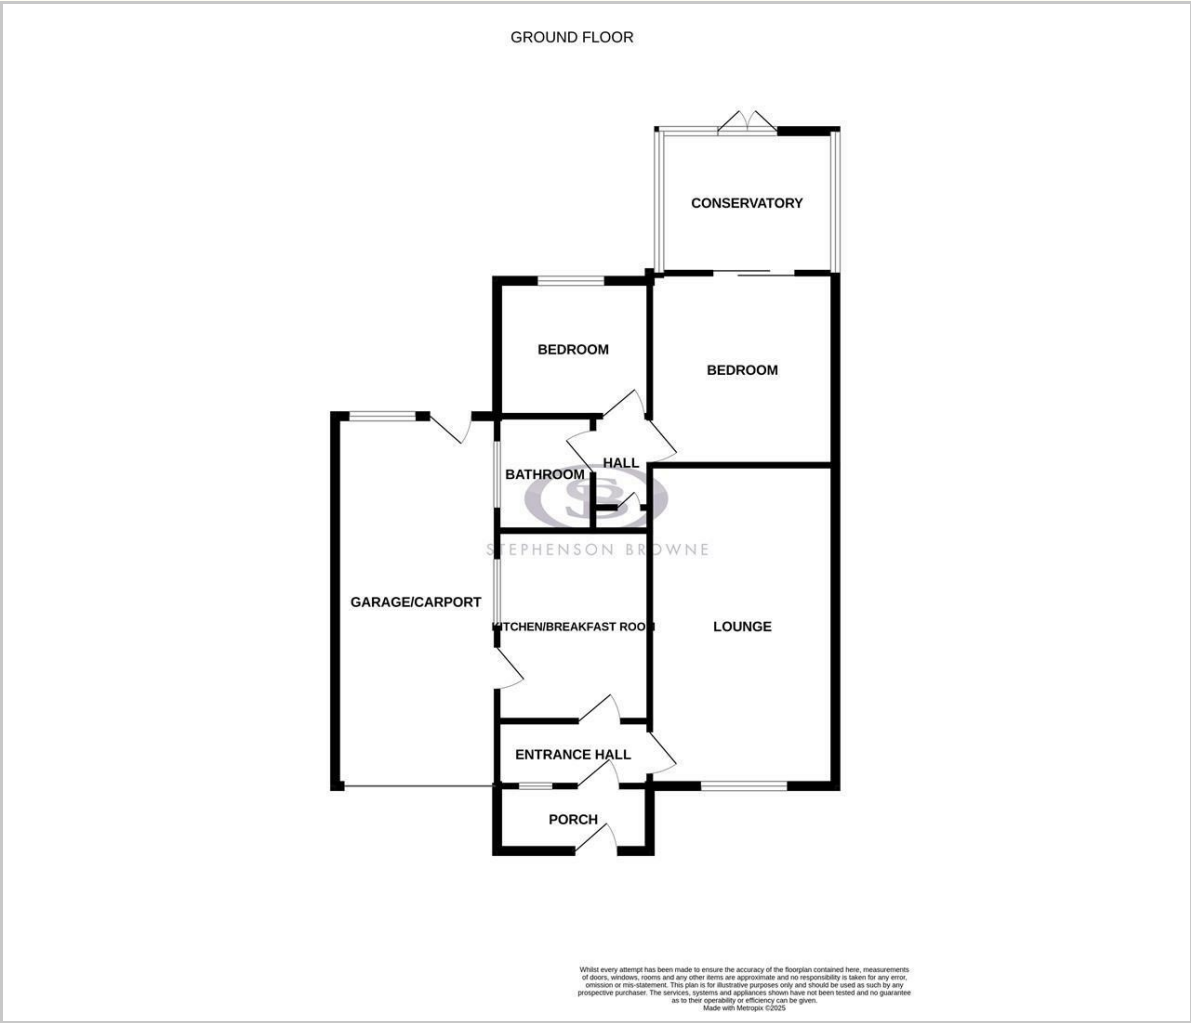 GROUND FLOOR
CONSERVATORY
BEDROOM
BEDROOM
HALL
BATHROOM
SB
STEPHENSON BROWNE
GARAGE/CARPORT
KITCHEN/BREAKFAST ROOM
LOUNGE
ENTRANCE HALL
PORCH
Whilst every attempt has been made to ensure the accuracy of the floorplan contained here, measurements
of doors, windows, rooms and any other items are approximate and no responsibility is taken for any error,
omission or mis-statement. This plan is for illustrative purposes only and should be used as such by any
prospective purchaser. The services, systems and appliances shown have not been tested and no guarantee
as to their operability or efficiency can be given.
Made with Metropix ©2025